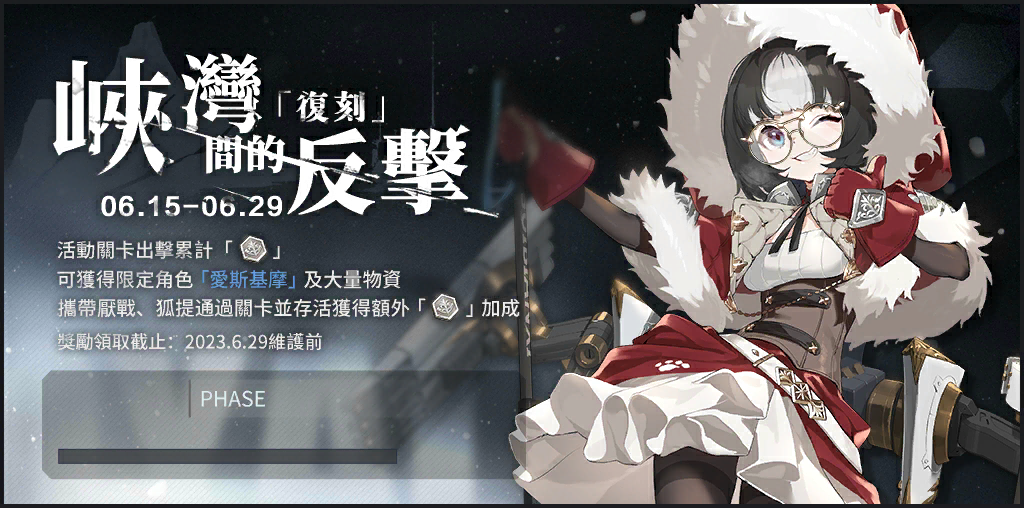 峽灣「復刻」
間的反擊
06.15-06.29
活動關卡出擊累計「」
可獲得限定角色「愛斯基摩」及大量物資
攜帶厭戰、狐提通過關卡並存活獲得額外「」加成
獎勵領取截止：2023.6.29維護前
PHASE